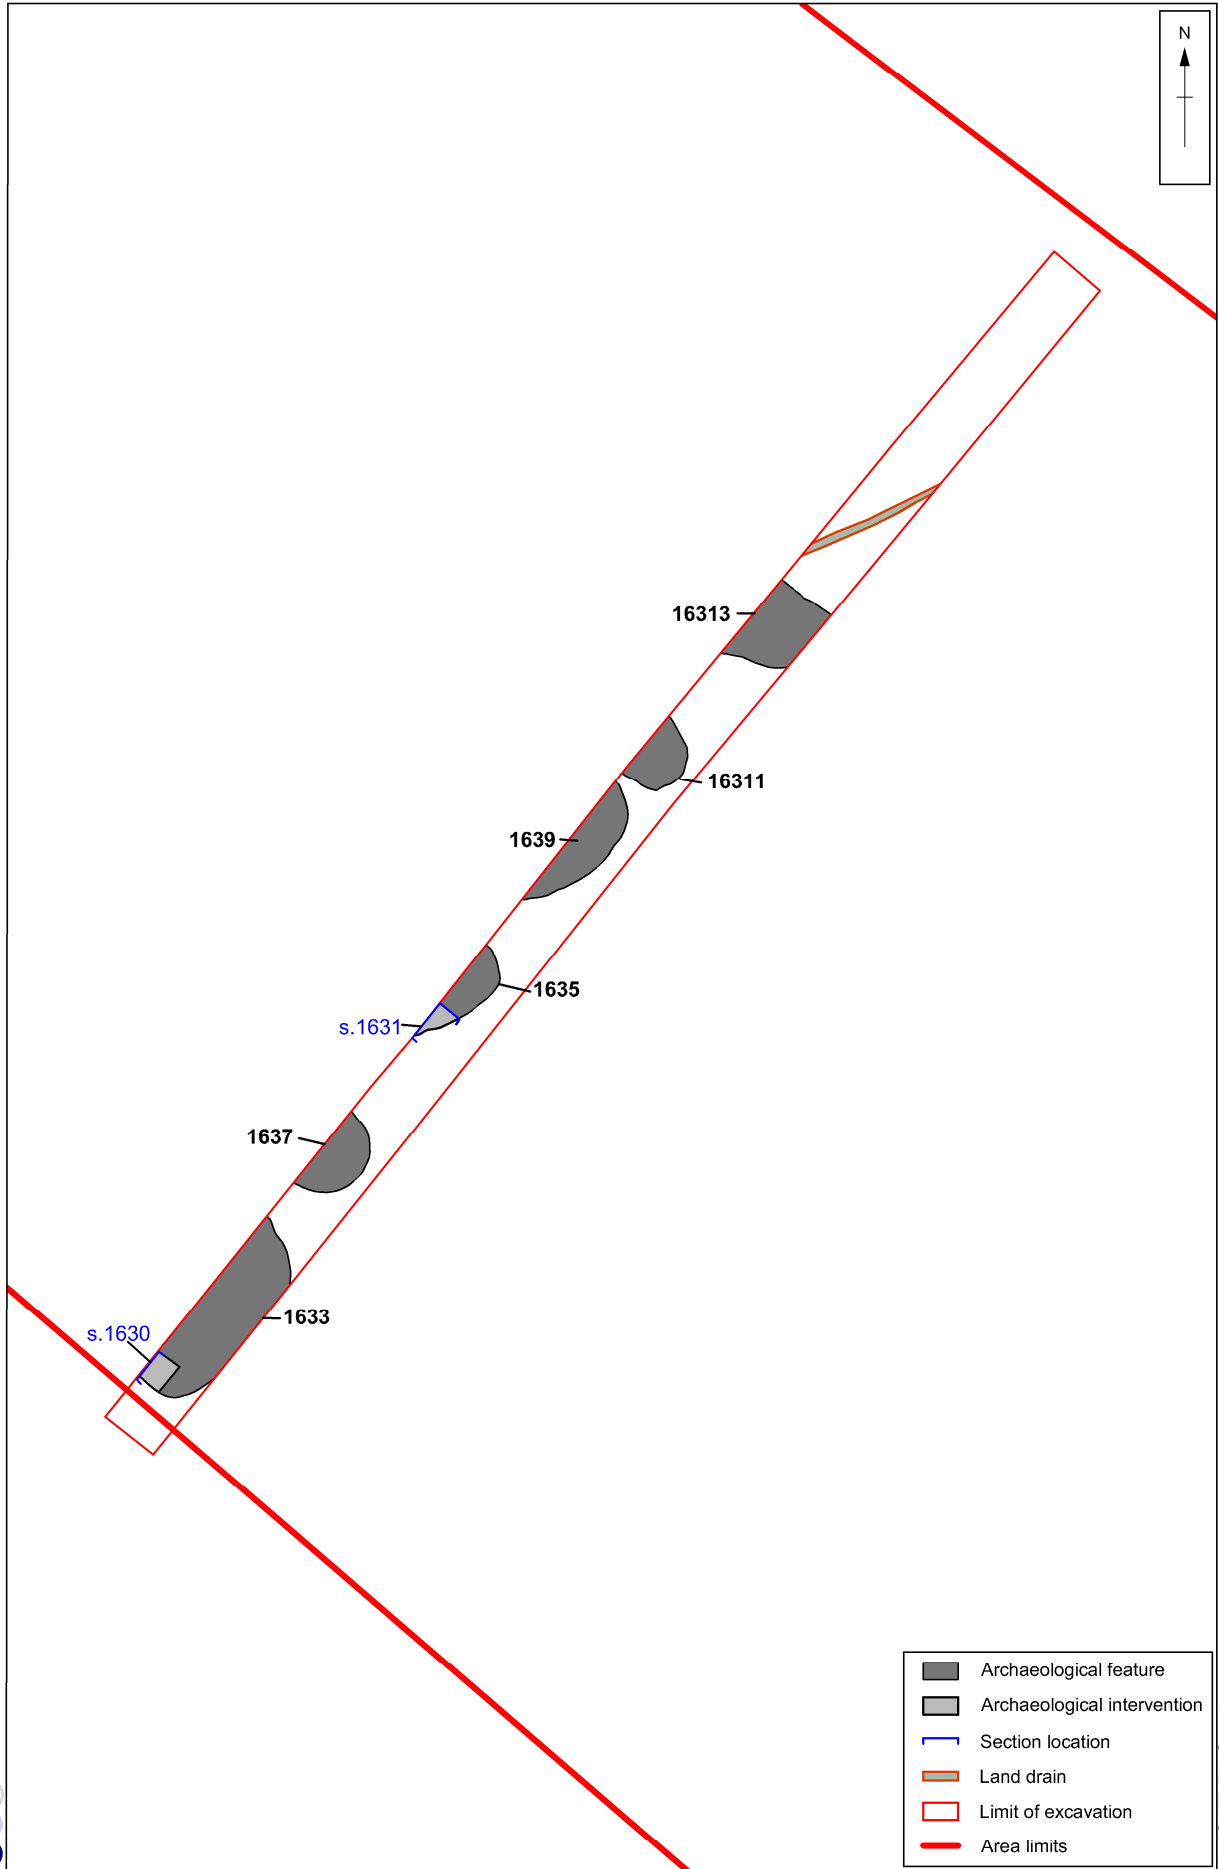 N
16313
16311
1639
1635
s.1631
1637
1633
s.1630
Archaeological feature
Archaeological intervention
Section location
Land drain
Limit of excavation
Area limits